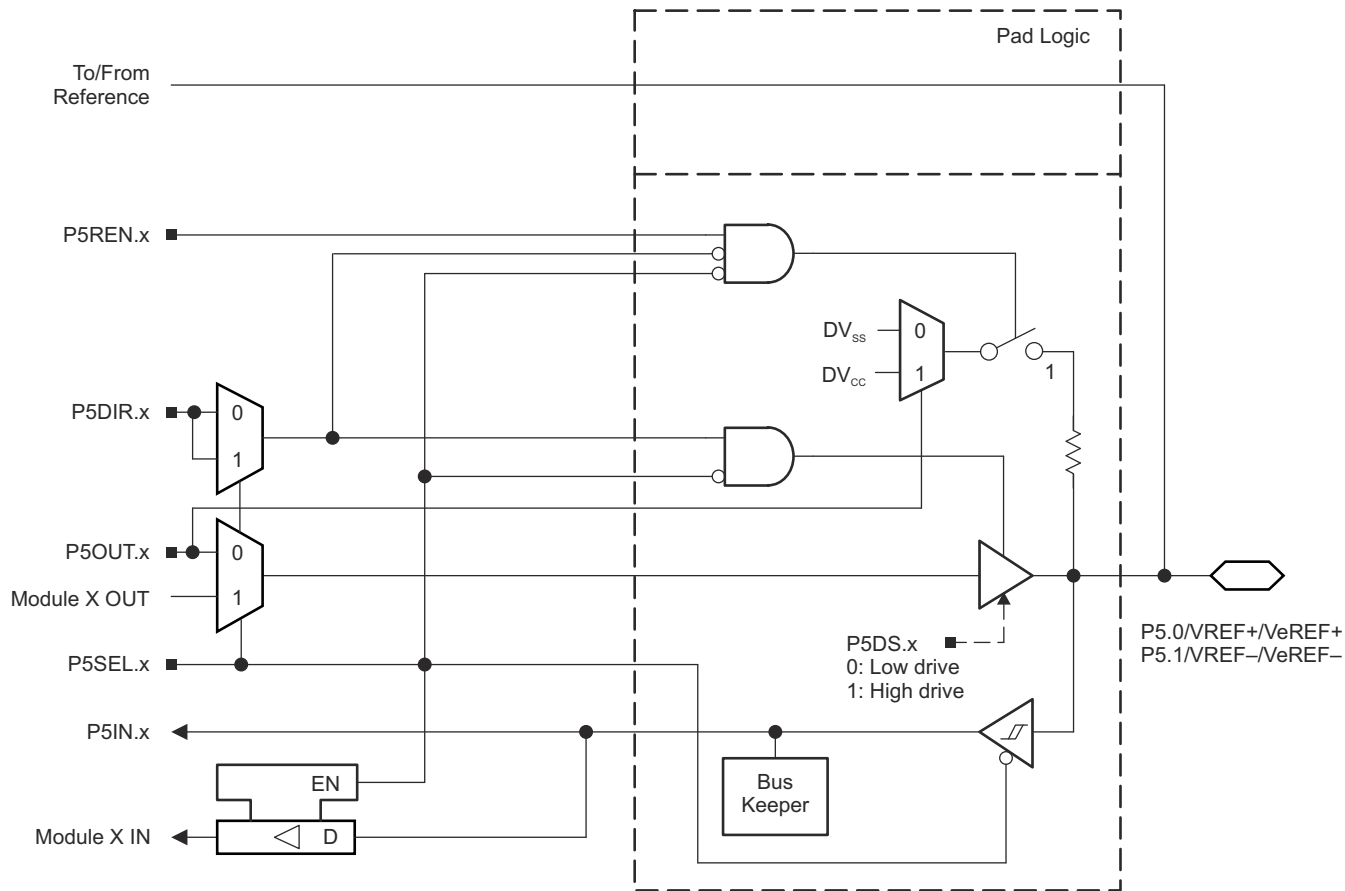 Pad Logic
To/From
Reference
P5REN.x
DVss
0
DVcc
1
1
P5DIR.x
0
1
P5OUT.x
0
Module X OUT
1
P5DS.x
0: Low drive
1: High drive
P5.0/VREF+/VeREF+
P5.1/VREF–/VeREF–
P5SEL.x
P5IN.x
Bus
Keeper
EN
D
Module X IN